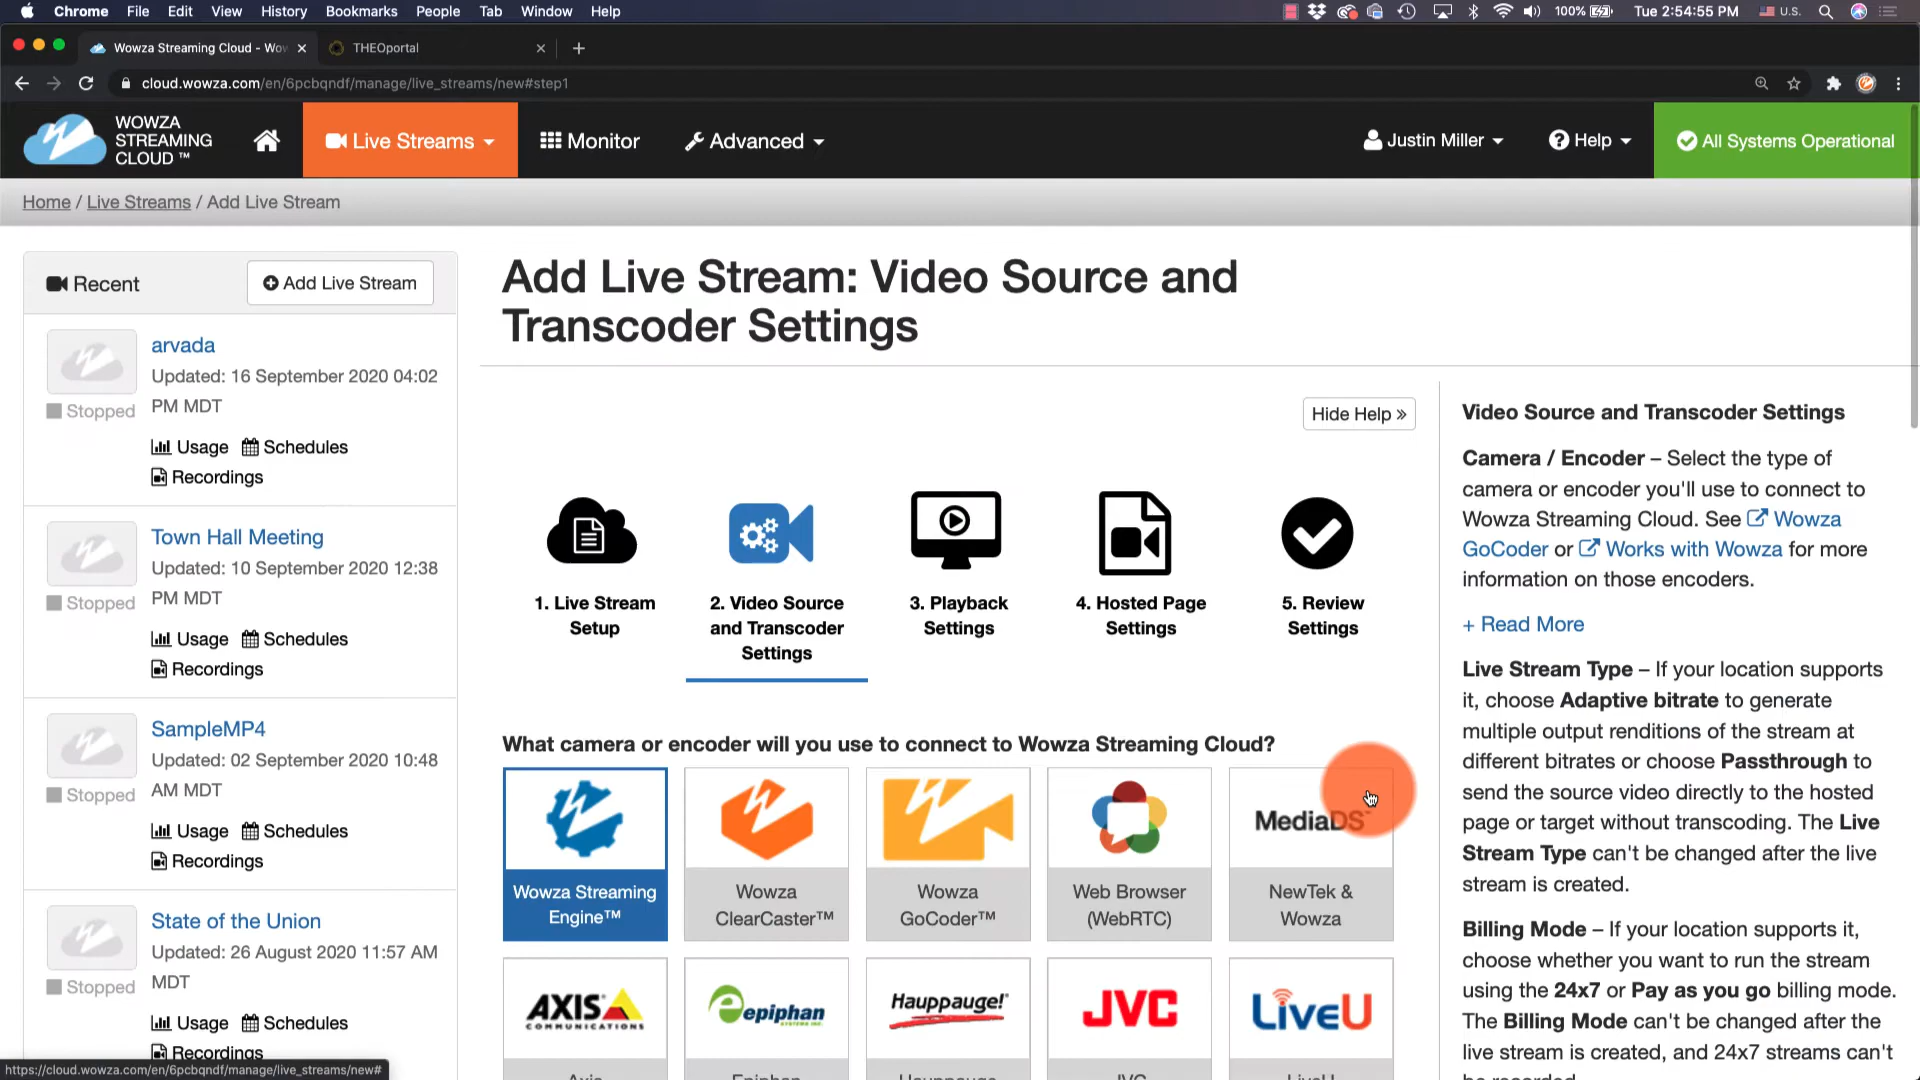 Chrome File Edit View History Bookmarks People Tab Window Help 100% Tue 2:54:55 PM U.S.
Wowza Streaming Cloud - Wow
THEOportal
cloud.wowza.com/en/6pcbqndf/manage/live_streams/new#step1
WOWZA
STREAMING
CLOUD ™
Live Streams
Monitor
Advanced
Justin Miller
Help
All Systems Operational
Home / Live Streams / Add Live Stream
Recent
Add Live Stream
arvada
Updated: 16 September 2020 04:02
PM MDT
Stopped
Usage Schedules
Recordings
Town Hall Meeting
Updated: 10 September 2020 12:38
PM MDT
Stopped
Usage Schedules
Recordings
SampleMP4
Updated: 02 September 2020 10:48
AM MDT
Stopped
Usage Schedules
Recordings
State of the Union
Updated: 26 August 2020 11:57 AM
MDT
Stopped
Usage Schedules
Recordings
https://cloud.wowza.com/en/6pcbqndf/manage/live_streams/new#
Add Live Stream: Video Source and
Transcoder Settings
Hide Help »
1. Live Stream
Setup
2. Video Source
and Transcoder
Settings
3. Playback
Settings
4. Hosted Page
Settings
5. Review
Settings
What camera or encoder will you use to connect to Wowza Streaming Cloud?
Wowza Streaming
Engine™
Wowza
ClearCaster™
Wowza
GoCoder™
Web Browser
(WebRTC)
MediaDS™
NewTek &
Wowza
AXIS
COMMUNICATIONS
Axis
epiphan
SYSTEMS INC.
Epiphan
Hauppauge!
Hauppauge
JVC
JVC
LiveU
LiveU
Video Source and Transcoder Settings
Camera / Encoder – Select the type of
camera or encoder you'll use to connect to
Wowza Streaming Cloud. See Wowza
GoCoder or Works with Wowza for more
information on those encoders.
+ Read More
Live Stream Type – If your location supports
it, choose Adaptive bitrate to generate
multiple output renditions of the stream at
different bitrates or choose Passthrough to
send the source video directly to the hosted
page or target without transcoding. The Live
Stream Type can't be changed after the live
stream is created.
Billing Mode – If your location supports it,
choose whether you want to run the stream
using the 24x7 or Pay as you go billing mode.
The Billing Mode can't be changed after the
live stream is created, and 24x7 streams can't
be recorded.